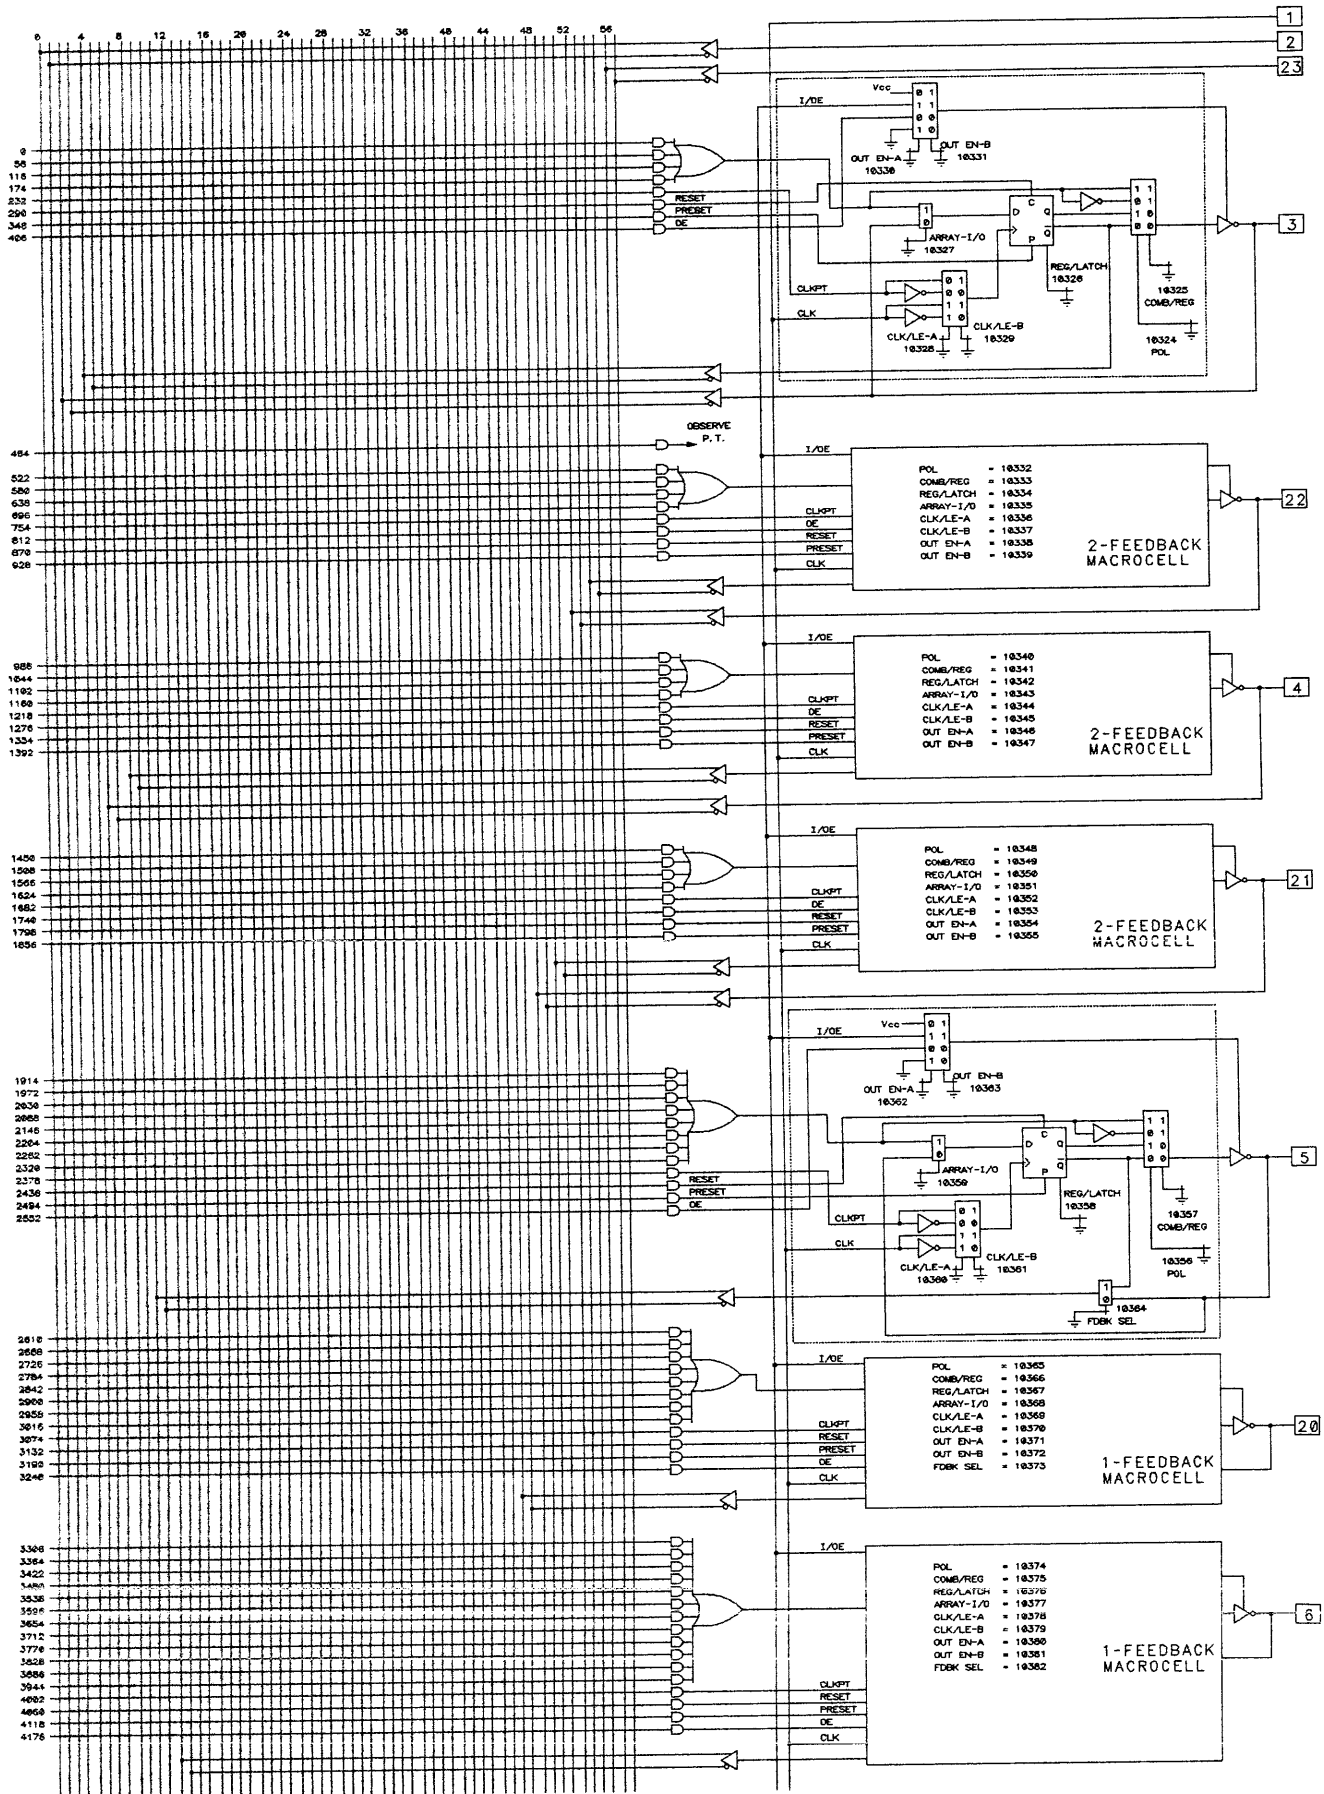 0 4 8 12 16 20 24 28 32 36 40 44 48 52 56
1
2
23
Vcc
I/OE
0 1
1 1
0 0
1 0
OUT EN-A
10330
OUT EN-B
10331
0
58
116
174
232
290
348
406
RESET
PRESET
OE
1
0
ARRAY-I/O
10327
C
D Q
P Q
REG/LATCH
10326
1 1
0 1
1 0
0 0
3
10325
COMB/REG
10324
POL
CLKPT
CLK
0 1
0 0
1 1
1 0
CLK/LE-A
10328
CLK/LE-B
10329
OBSERVE
P.T.
464
522
580
638
696
754
812
870
928
I/OE
CLKPT
OE
RESET
PRESET
CLK
POL = 10332
COMB/REG = 10333
REG/LATCH = 10334
ARRAY-I/O = 10335
CLK/LE-A = 10336
CLK/LE-B = 10337
OUT EN-A = 10338
OUT EN-B = 10339
2-FEEDBACK
MACROCELL
22
986
1044
1102
1160
1218
1276
1334
1392
I/OE
CLKPT
OE
RESET
PRESET
CLK
POL = 10340
COMB/REG = 10341
REG/LATCH = 10342
ARRAY-I/O = 10343
CLK/LE-A = 10344
CLK/LE-B = 10345
OUT EN-A = 10346
OUT EN-B = 10347
2-FEEDBACK
MACROCELL
4
1450
1508
1566
1624
1682
1740
1798
1856
I/OE
CLKPT
OE
RESET
PRESET
CLK
POL = 10348
COMB/REG = 10349
REG/LATCH = 10350
ARRAY-I/O = 10351
CLK/LE-A = 10352
CLK/LE-B = 10353
OUT EN-A = 10354
OUT EN-B = 10355
2-FEEDBACK
MACROCELL
21
Vcc
I/OE
0 1
1 1
0 0
1 0
OUT EN-A
10362
OUT EN-B
10363
1914
1972
2030
2088
2146
2204
2262
2320
2378
2436
2494
2552
RESET
PRESET
OE
1
0
ARRAY-I/O
10359
C
D Q
P Q
REG/LATCH
10358
1 1
0 1
1 0
0 0
5
10357
COMB/REG
10356
POL
CLKPT
CLK
0 1
0 0
1 1
1 0
CLK/LE-A
10360
CLK/LE-B
10361
1
0
10364
FDBK SEL
2610
2668
2726
2784
2842
2900
2958
3016
3074
3132
3190
3248
I/OE
CLKPT
RESET
PRESET
OE
CLK
POL = 10365
COMB/REG = 10366
REG/LATCH = 10367
ARRAY-I/O = 10368
CLK/LE-A = 10369
CLK/LE-B = 10370
OUT EN-A = 10371
OUT EN-B = 10372
FDBK SEL = 10373
1-FEEDBACK
MACROCELL
20
3306
3364
3422
3480
3538
3596
3654
3712
3770
3828
3886
3944
4002
4060
4118
4176
I/OE
CLKPT
RESET
PRESET
OE
CLK
POL = 10374
COMB/REG = 10375
REG/LATCH = 10376
ARRAY-I/O = 10377
CLK/LE-A = 10378
CLK/LE-B = 10379
OUT EN-A = 10380
OUT EN-B = 10381
FDBK SEL = 10382
1-FEEDBACK
MACROCELL
6